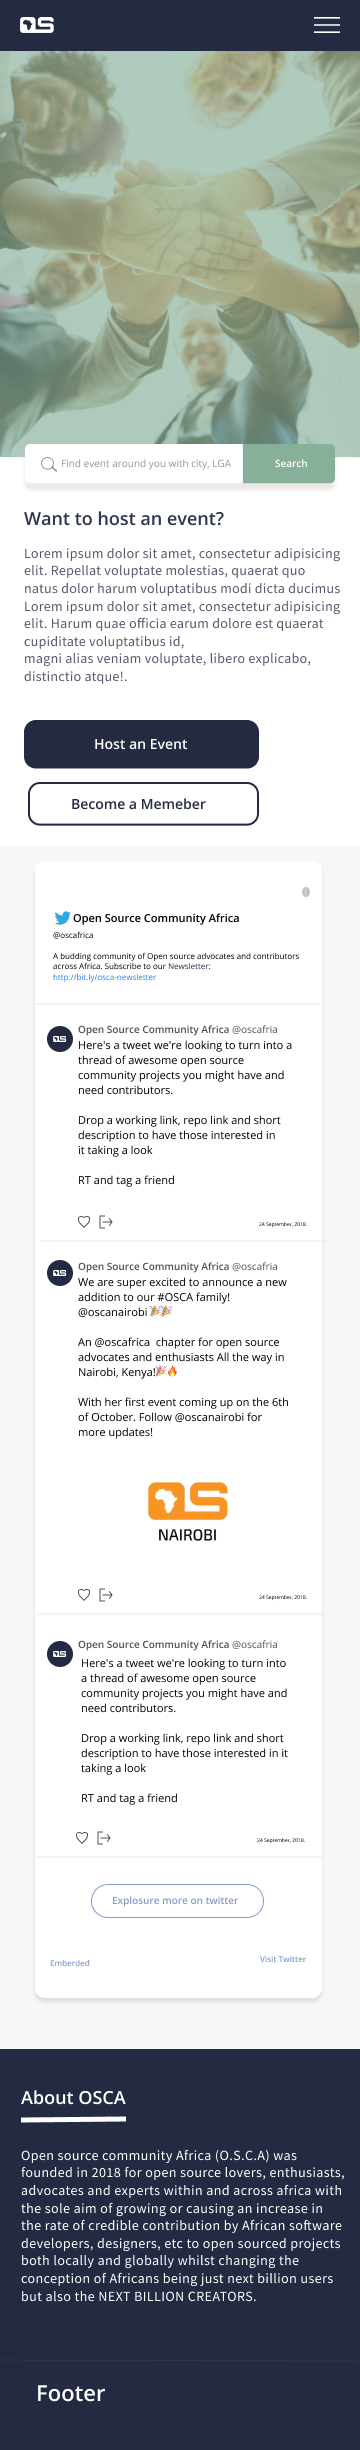 OS
Find event around you with city, LGA
Search
Want to host an event?
Lorem ipsum dolor sit amet, consectetur adipisicing
elit. Repellat voluptate molestias, quaerat quo
natus dolor harum voluptatibus modi dicta ducimus
Lorem ipsum dolor sit amet, consectetur adipisicing
elit. Harum quae officia earum dolore est quaerat
cupiditate voluptatibus id,
magni alias veniam voluptate, libero explicabo,
distinctio atque!.
Host an Event
Become a Memeber
Open Source Community Africa
@oscafrica
A budding community of Open source advocates and contributors
across Africa. Subscribe to our Newsletter:
http://bit.ly/osca-newsletter
OS
Open Source Community Africa @oscafria
Here's a tweet we're looking to turn into a
thread of awesome open source
community projects you might have and
need contributors.
Drop a working link, repo link and short
description to have those interested in
it taking a look
RT and tag a friend
24 September, 2018.
OS
Open Source Community Africa @oscafria
We are super excited to announce a new
addition to our #OSCA family!
@oscanairobi 🎉🎉
An @oscafrica  chapter for open source
advocates and enthusiasts All the way in
Nairobi, Kenya!🎉🔥
With her first event coming up on the 6th
of October. Follow @oscanairobi for
more updates!
OS
NAIROBI
24 September, 2018.
OS
Open Source Community Africa @oscafria
Here's a tweet we're looking to turn into
a thread of awesome open source
community projects you might have and
need contributors.
Drop a working link, repo link and short
description to have those interested in it
taking a look
RT and tag a friend
24 September, 2018.
Explosure more on twitter
Emberded
Visit Twitter
About OSCA
Open source community Africa (O.S.C.A) was
founded in 2018 for open source lovers, enthusiasts,
advocates and experts within and across africa with
the sole aim of growing or causing an increase in
the rate of credible contribution by African software
developers, designers, etc to open sourced projects
both locally and globally whilst changing the
conception of Africans being just next billion users
but also the NEXT BILLION CREATORS.
Footer